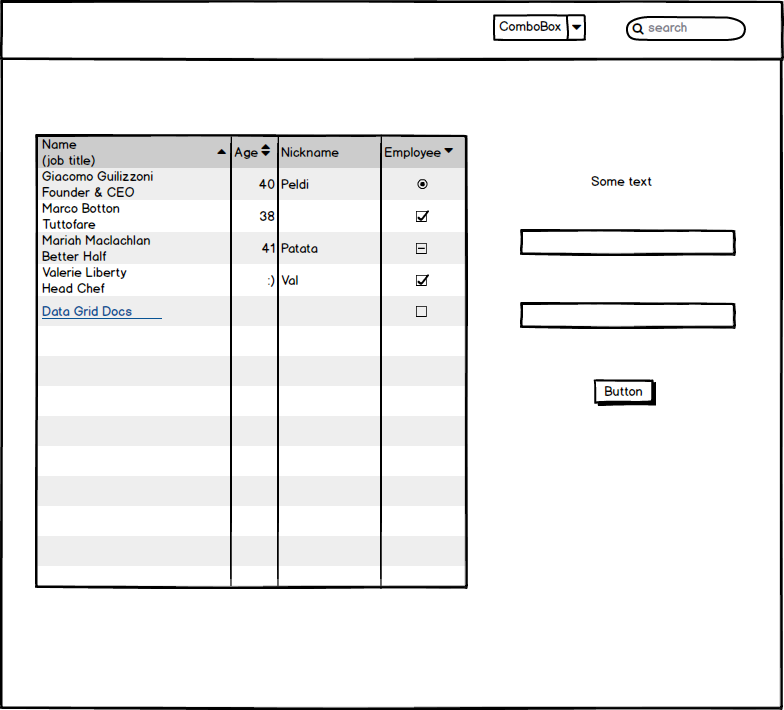 ComboBox
search
Name
(job title)
Age
Nickname
Employee
Giacomo Guilizzoni
Founder & CEO
40
Peldi
Marco Botton
Tuttofare
38
Mariah Maclachlan
Better Half
41
Patata
Valerie Liberty
Head Chef
:)
Val
Data Grid Docs
Some text
Button